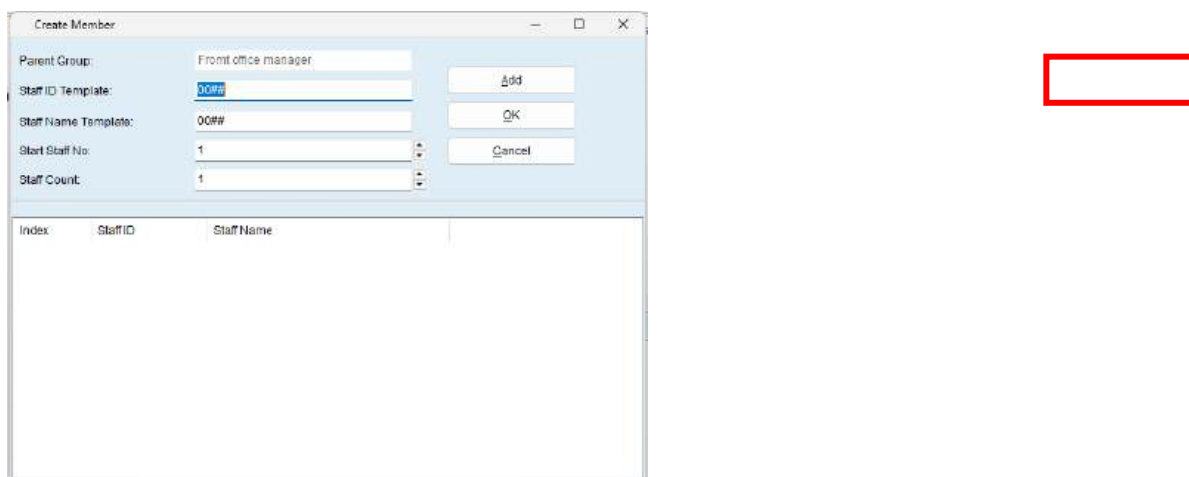 Create Member
Parent Group: Fromt office manager
Add
Staff ID Template: 00##
OK
Staff Name Template: 00##
Start Staff No: 1
Cancel
Staff Count: 1
Index Staff ID Staff Name